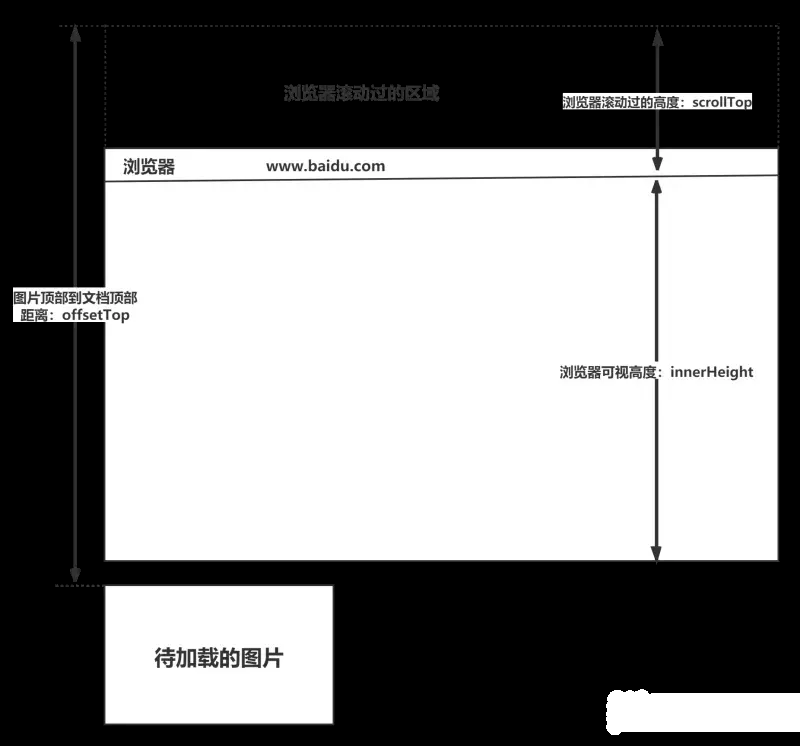 浏览器滚动过的区域
浏览器滚动过的高度：scrollTop
浏览器
www.baidu.com
图片顶部到文档顶部
距离：offsetTop
浏览器可视高度：innerHeight
待加载的图片